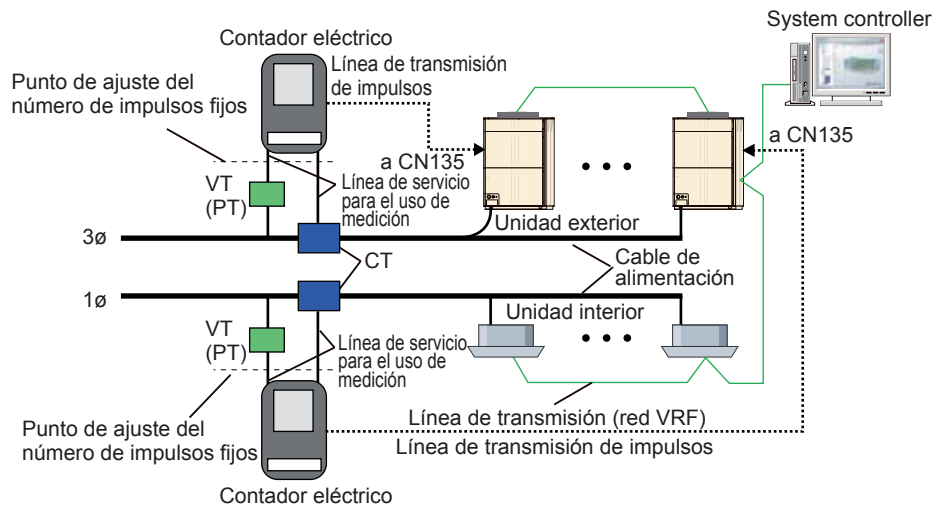 System controller
Contador eléctrico
Línea de transmisión
de impulsos
Punto de ajuste del
número de impulsos fijos
a CN135
a CN135
VT
(PT)
Línea de servicio
para el uso de
medición
Unidad exterior
3ø
CT
Cable de
alimentación
1ø
Unidad interior
VT
(PT)
Línea de servicio
para el uso de
medición
Línea de transmisión (red VRF)
Línea de transmisión de impulsos
Punto de ajuste del
número de impulsos fijos
Contador eléctrico